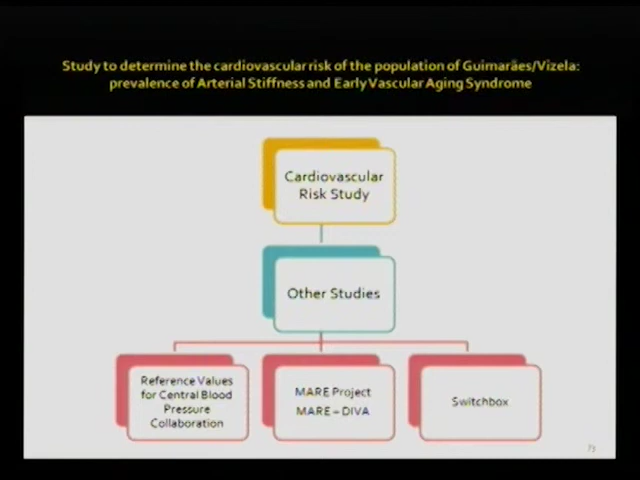 Study to determine the cardiovascular risk of the population of Guimarães/Vizela:
prevalence of Arterial Stiffness and Early Vascular Aging Syndrome
Cardiovascular
Risk Study
Other Studies
Reference Values
for Central Blood
Pressure
Collaboration
MARE Project
MARE – DIVA
Switchbox